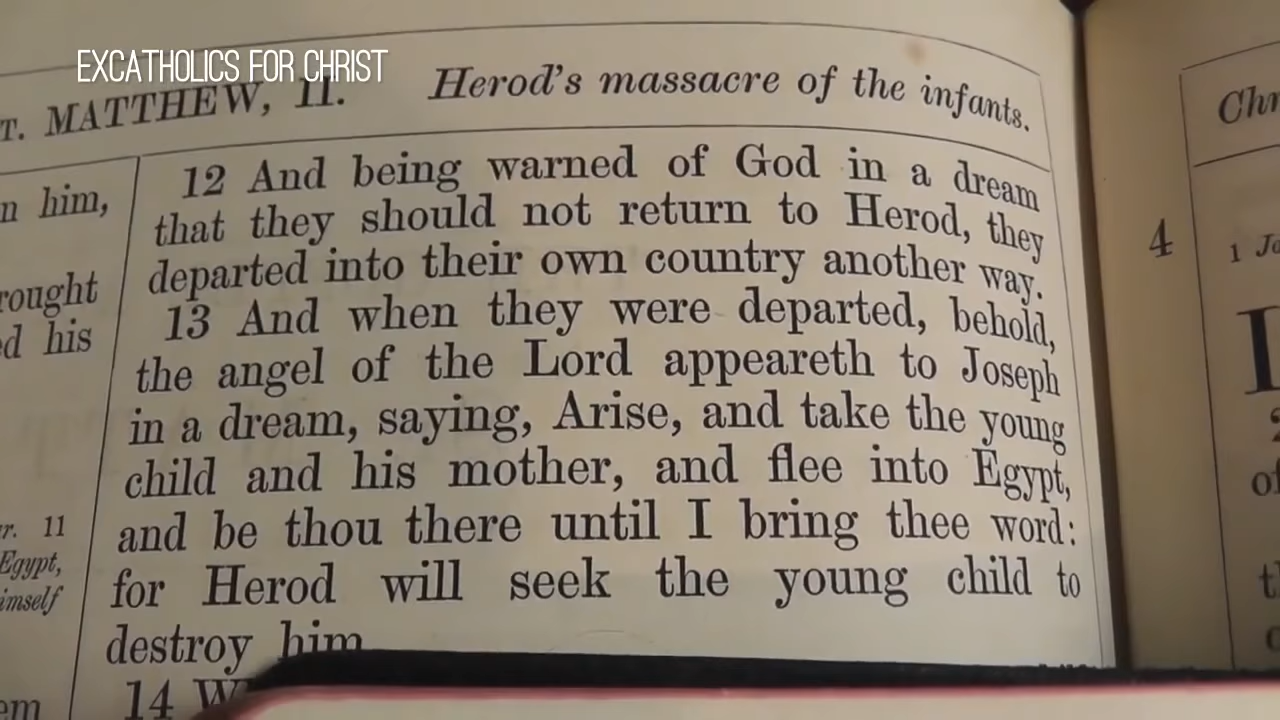 EXCATHOLICS FOR CHRIST
T. MATTHEW, II. Herod's massacre of the infants.
n him,
rought
ed his
r. 11
Egypt,
imself
em
12 And being warned of God in a dream
that they should not return to Herod, they
departed into their own country another way.
13 And when they were departed, behold,
the angel of the Lord appeareth to Joseph
in a dream, saying, Arise, and take the young
child and his mother, and flee into Egypt,
and be thou there until I bring thee word:
for Herod will seek the young child to
destroy him
14 W
Chr
4
1 Jo
of